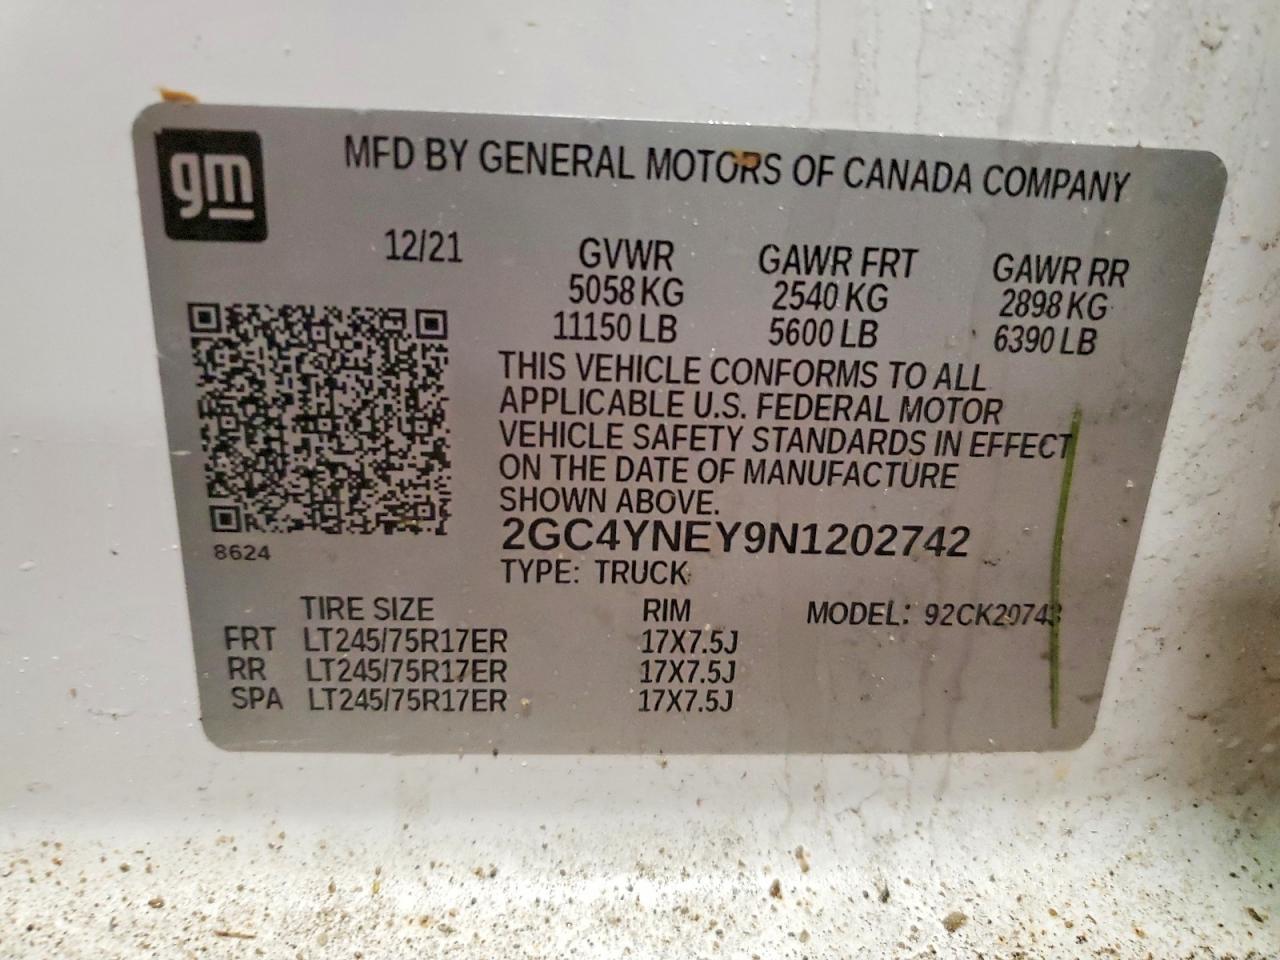 gm
MFD BY GENERAL MOTORS OF CANADA COMPANY
12/21
GVWR GAWR FRT GAWR RR
5058 KG 2540 KG 2898 KG
11150 LB 5600 LB 6390 LB
THIS VEHICLE CONFORMS TO ALL
APPLICABLE U.S. FEDERAL MOTOR
VEHICLE SAFETY STANDARDS IN EFFECT
ON THE DATE OF MANUFACTURE
SHOWN ABOVE.
2GC4YNEY9N1202742
8624
TYPE: TRUCK
TIRE SIZE RIM MODEL: 92CK20743
FRT LT245/75R17ER 17X7.5J
RR LT245/75R17ER 17X7.5J
SPA LT245/75R17ER 17X7.5J